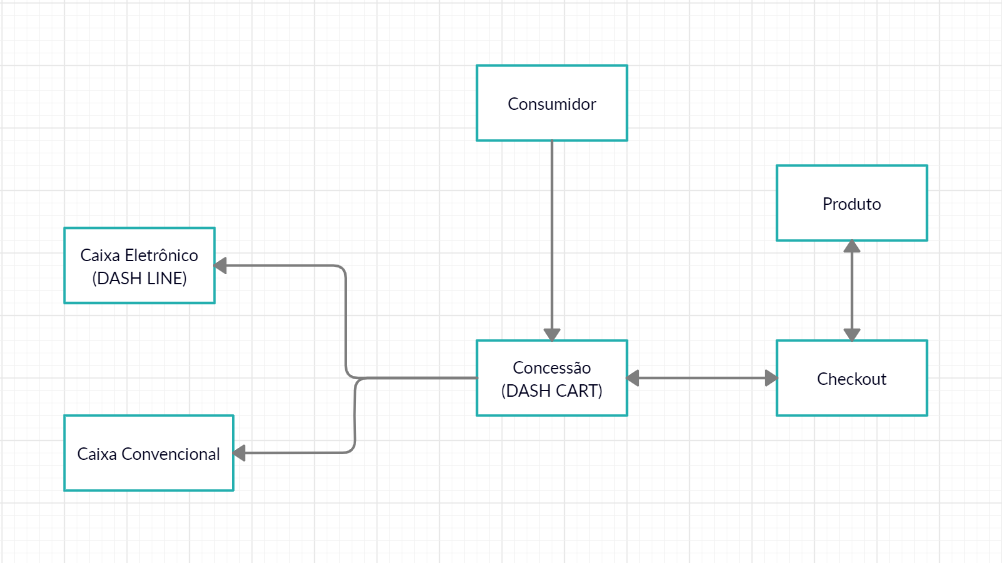 Consumidor
Produto
Caixa Eletrônico
(DASH LINE)
Concessão
(DASH CART)
Checkout
Caixa Convencional